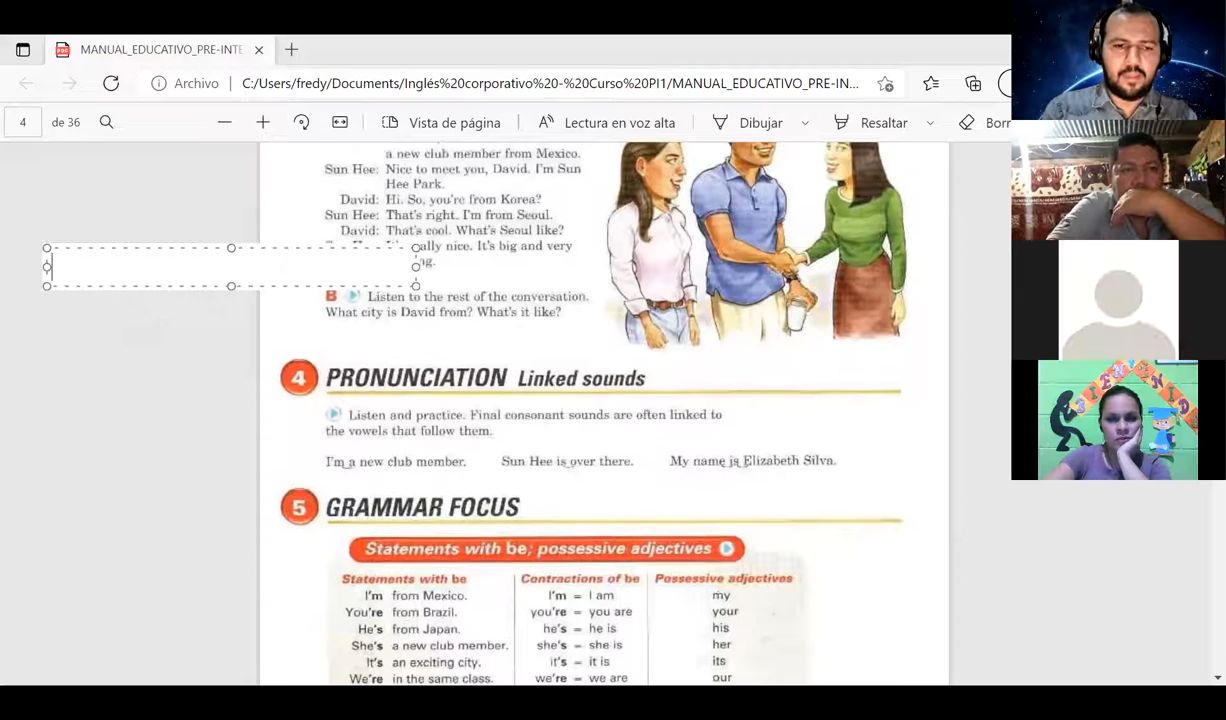 MANUAL_EDUCATIVO_PRE-INTE
Archivo
C:/Users/fredy/Documents/Inglés%20corporativo%20-%20Curso%20PI1/MANUAL_EDUCATIVO_PRE-IN...
4 de 36
Vista de página
Lectura en voz alta
Dibujar
Resaltar
Borr
a new club member from Mexico.
Sun Hee: Nice to meet you, David. I'm Sun
Hee Park.
David: Hi. So, you're from Korea?
Sun Hee: That's right. I'm from Seoul.
David: That's cool. What's Seoul like?
ally nice. It's big and very
ng.
B Listen to the rest of the conversation.
What city is David from? What's it like?
4 PRONUNCIATION Linked sounds
Listen and practice. Final consonant sounds are often linked to
the vowels that follow them.
I'm a new club member. Sun Hee is over there. My name is Elizabeth Silva.
5 GRAMMAR FOCUS
Statements with be; possessive adjectives
Statements with be Contractions of be Possessive adjectives
I'm from Mexico. I'm = I am my
You're from Brazil. you're = you are your
He's from Japan. he's = he is his
She's a new club member. she's = she is her
It's an exciting city. it's = it is its
We're in the same class. we're = we are our